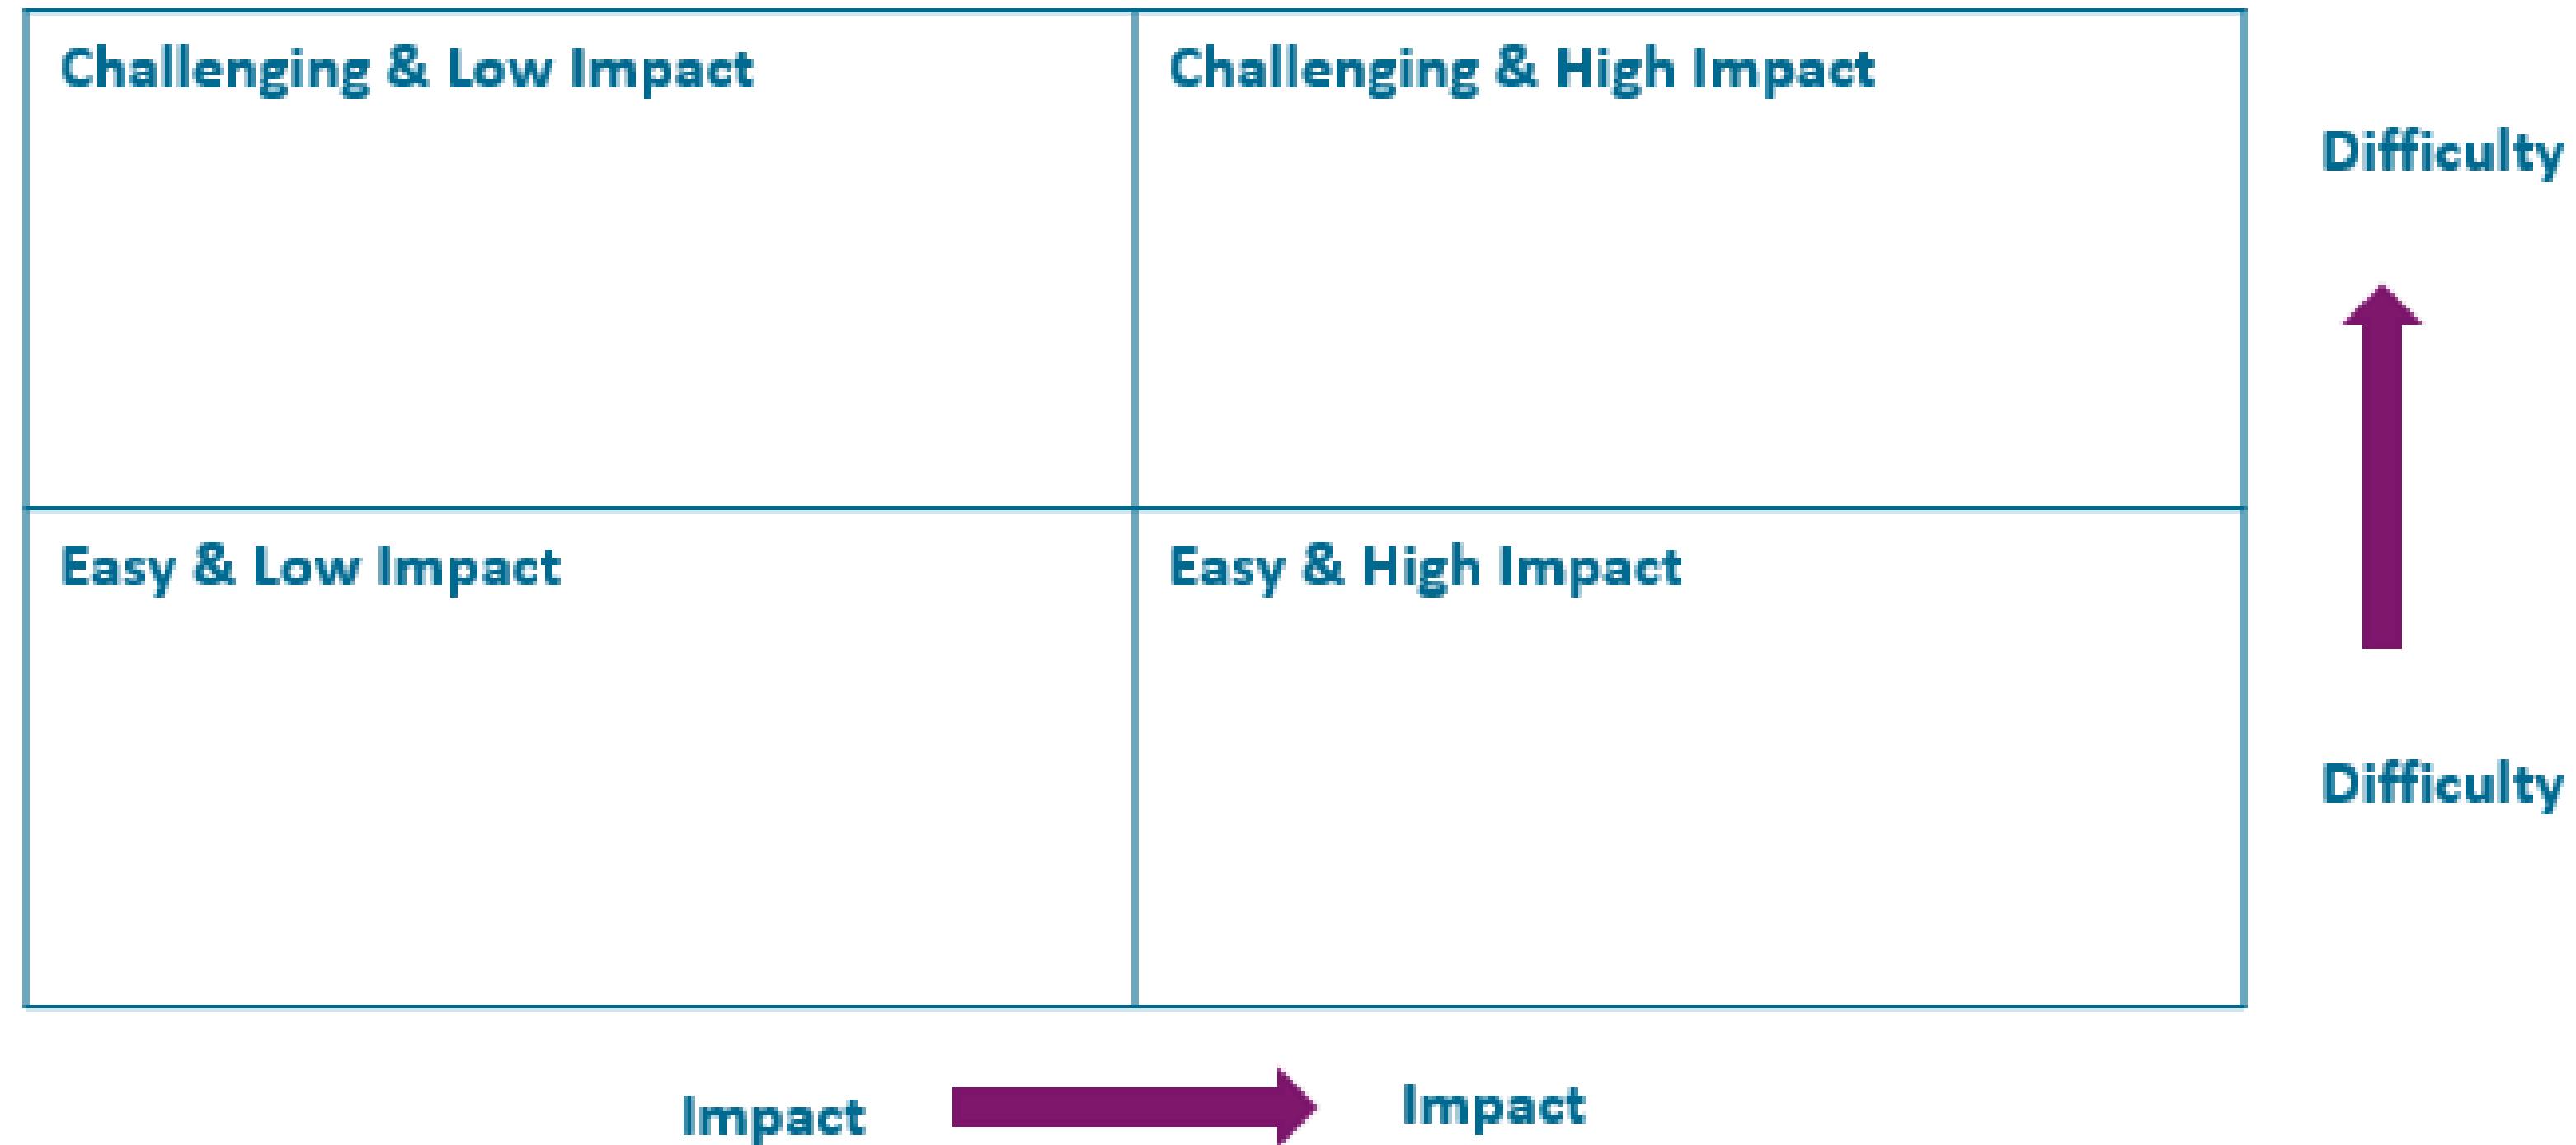 Challenging & Low Impact
Challenging & High Impact
Difficulty
Easy & Low Impact
Easy & High Impact
Difficulty
Impact
Impact